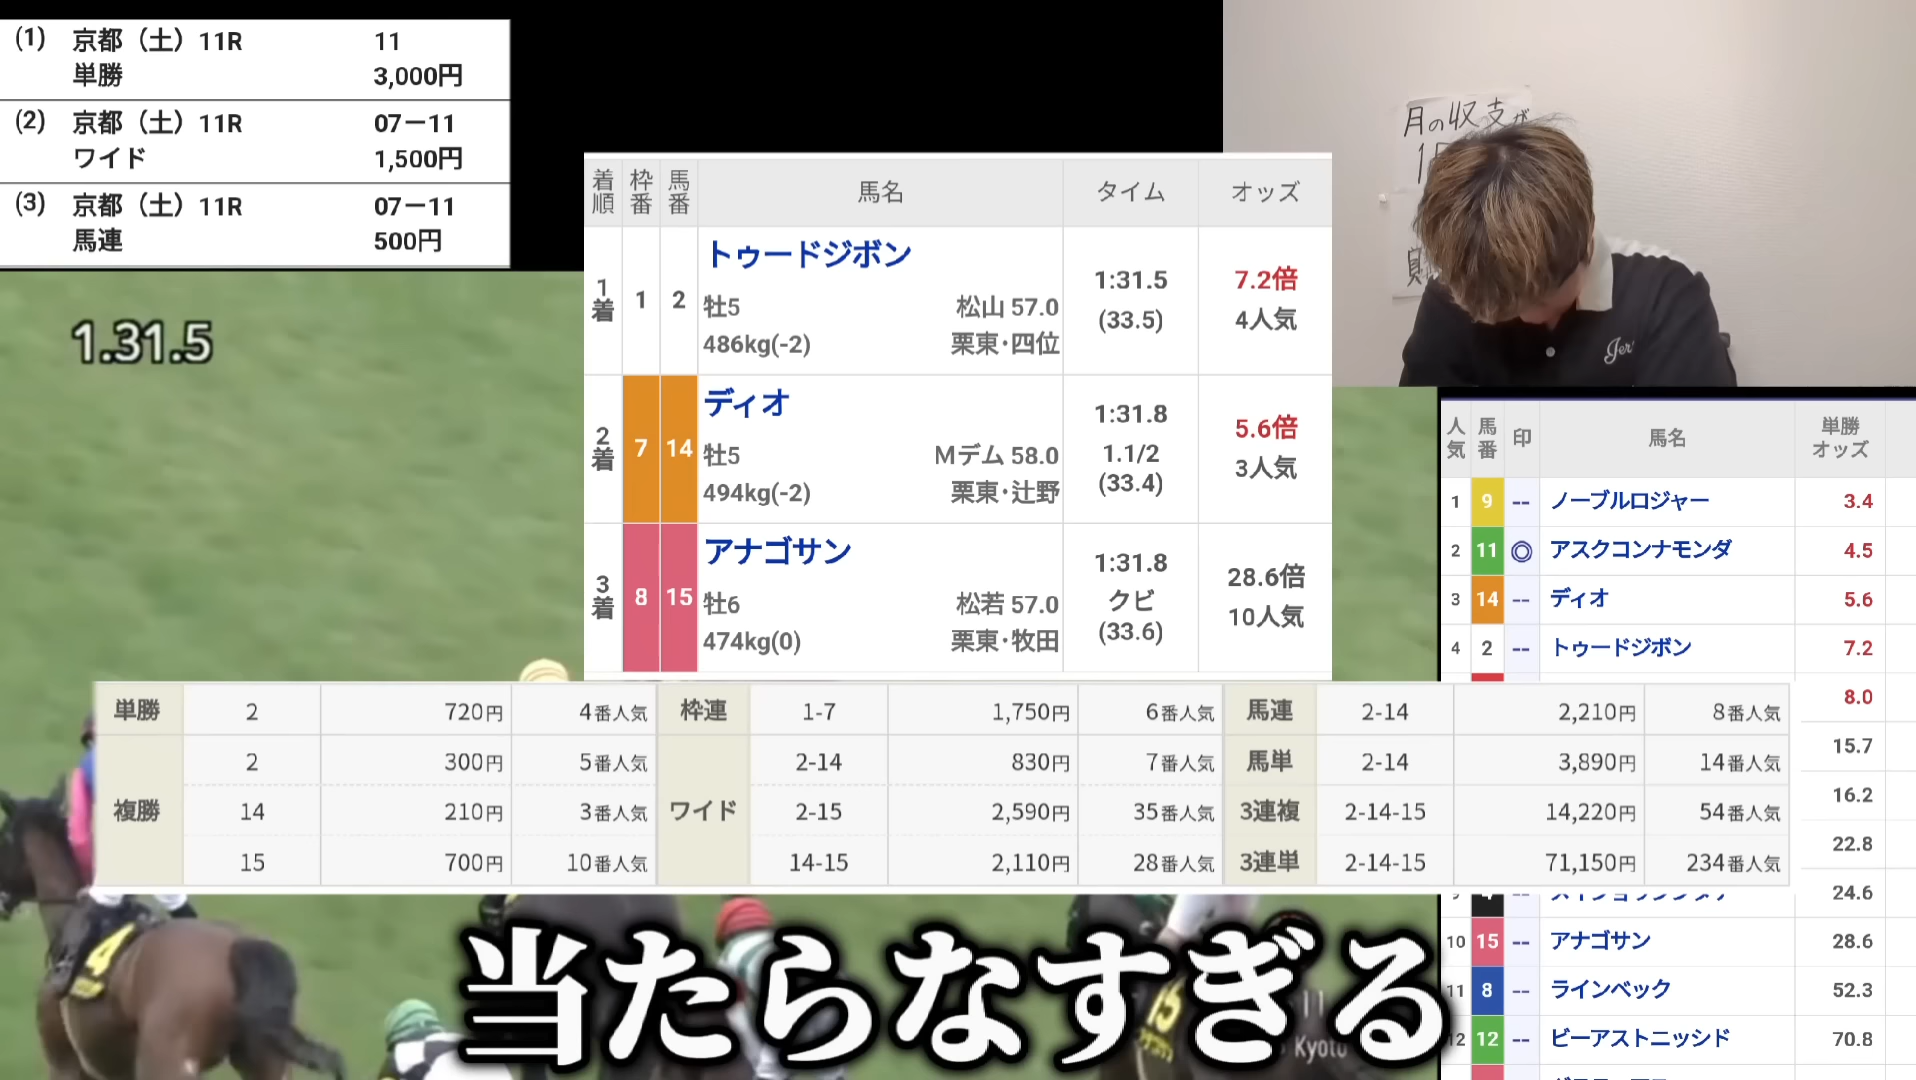 (1) 京都（土）11R 11
単勝 3,000円
(2) 京都（土）11R 07－11
ワイド 1,500円
(3) 京都（土）11R 07－11
馬連 500円
月の収支が
1.31.5
着順 枠番 馬番 馬名 タイム オッズ
1着 1 2 トゥードジボン 1:31.5 7.2倍
牡5 松山 57.0 (33.5) 4人気
486kg(-2) 栗東･四位
2着 7 14 ディオ 1:31.8 5.6倍
牡5 Mデム 58.0 1.1/2 3人気
494kg(-2) 栗東･辻野 (33.4)
3着 8 15 アナゴサン 1:31.8 28.6倍
牡6 松若 57.0 クビ 10人気
474kg(0) 栗東･牧田 (33.6)
人気 馬番 印 馬名 単勝オッズ
1 9 -- ノーブルロジャー 3.4
2 11 ◎ アスクコンナモンダ 4.5
3 14 -- ディオ 5.6
4 2 -- トゥードジボン 7.2
8.0
15.7
16.2
22.8
24.6
10 15 -- アナゴサン 28.6
11 8 -- ラインベック 52.3
12 12 -- ビーアストニッシド 70.8
単勝 2 720円 4番人気 枠連 1-7 1,750円 6番人気 馬連 2-14 2,210円 8番人気
複勝 2 300円 5番人気 ワイド 2-14 830円 7番人気 馬単 2-14 3,890円 14番人気
14 210円 3番人気 2-15 2,590円 35番人気 3連複 2-14-15 14,220円 54番人気
15 700円 10番人気 14-15 2,110円 28番人気 3連単 2-14-15 71,150円 234番人気
4
15
当たらなすぎる
Kyoto